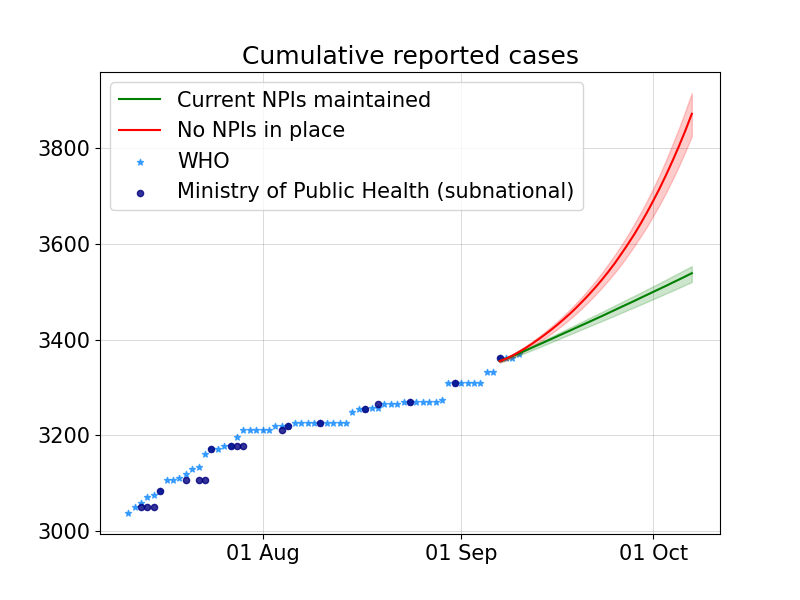 Cumulative reported cases
Current NPIs maintained
No NPIs in place
WHO
Ministry of Public Health (subnational)
3800
3600
3400
3200
3000
01 Aug
01 Sep
01 Oct